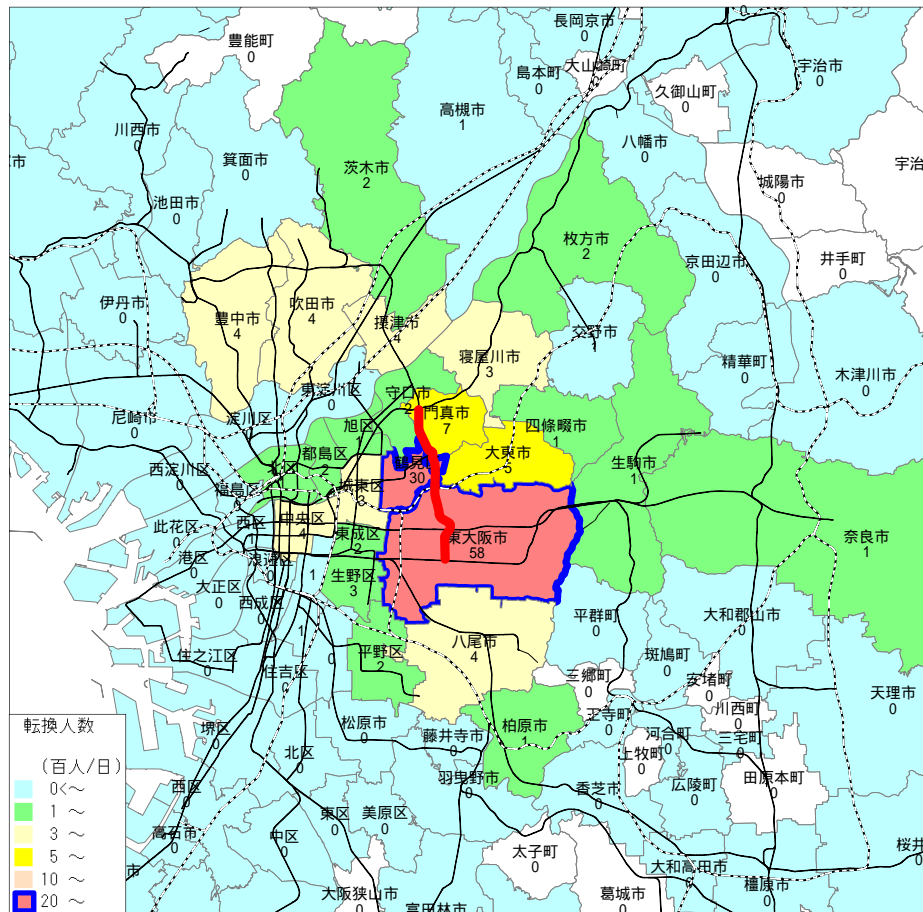 長岡京市
0
豊能町
0
大山崎町
0
島本町
0
宇治市
0
高槻市
1
久御山町
0
川西市
0
箕面市
0
茨木市
2
八幡市
0
宇治
城陽市
0
池田市
0
枚方市
2
京田辺市
0
井手町
0
伊丹市
0
豊中市
4
吹田市
4
摂津市
4
交野市
1
寝屋川市
3
精華町
0
木津川市
0
東淀川区
0
守口市
2
門真市
7
尼崎市
0
淀川区
0
旭区
1
四條畷市
1
都島区
2
大東市
5
西淀川区
0
北区
1
鶴見区
30
生駒市
1
福島区
城東区
3
此花区
0
西区
0
中央区
4
東成区
2
東大阪市
58
奈良市
1
港区
0
浪速区
0
大正区
0
西成区
0
1
生野区
3
1
平群町
0
大和郡山市
0
住之江区
0
住吉区
0
0
平野区
2
八尾市
4
斑鳩町
0
三郷町
0
安堵町
0
天理市
0
転換人数
(百人/日)
0<~
1 ~
3 ~
5 ~
10 ~
20 ~
堺区
0
松原市
0
藤井寺市
0
柏原市
1
王寺町
0
川西町
0
河合町
0
三宅町
0
北区
0
上牧町
0
西区
0
羽曳野市
0
香芝市
0
広陵町
0
田原本町
0
高石市
0
東区
0
美原区
0
中区
0
太子町
0
大和高田市
0
桜井
大阪狭山市
0
橿原市
0
葛城市
0
富田林市